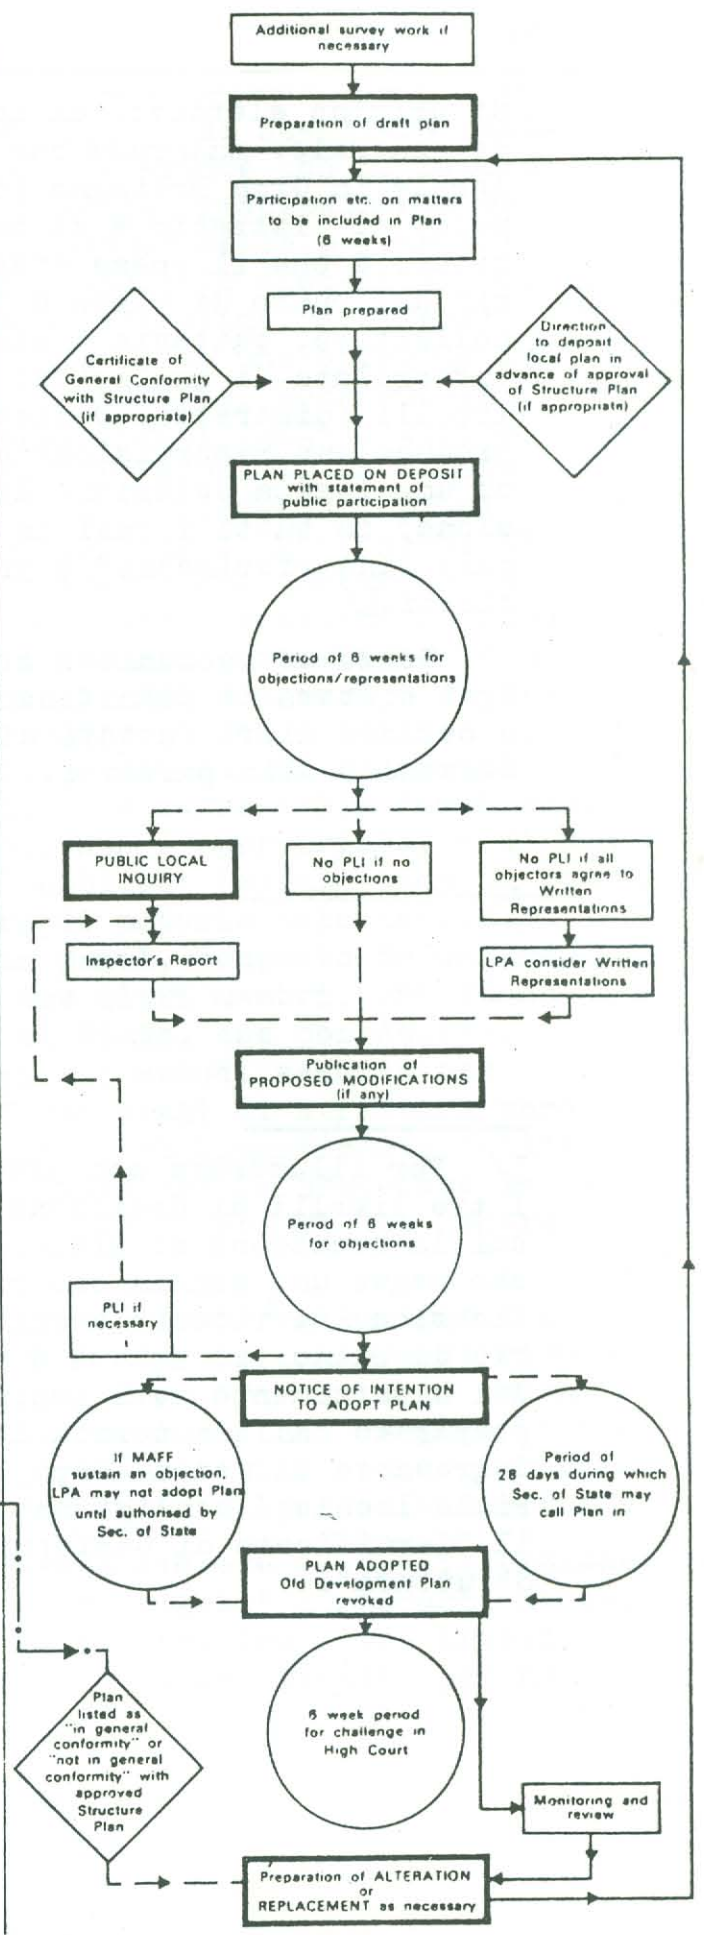 Additional survey work if
necessary
Preparation of draft plan
Participation etc. on matters
to be included in Plan
(6 weeks)
Plan prepared
Certificate of
General Conformity
with Structure Plan
(if appropriate)
Direction
to deposit
local plan in
advance of approval
of Structure Plan
(if appropriate)
PLAN PLACED ON DEPOSIT
with statement of
public participation
Period of 6 weeks for
objections/representations
PUBLIC LOCAL
INQUIRY
No PLI if no
objections
No PLI if all
objectors agree to
Written
Representations
Inspector's Report
LPA consider Written
Representations
Publication of
PROPOSED MODIFICATIONS
(if any)
Period of 6 weeks
for objections
PLI if
necessary
NOTICE OF INTENTION
TO ADOPT PLAN
If MAFF
sustain an objection,
LPA may not adopt Plan
until authorised by
Sec. of State
Period of
28 days during which
Sec. of State may
call Plan in
PLAN ADOPTED
Old Development Plan
revoked
6 week period
for challenge in
High Court
Plan
listed as
"in general
conformity" or
"not in general
conformity" with
approved
Structure
Plan
Monitoring and
review
Preparation of ALTERATION
or
REPLACEMENT as necessary